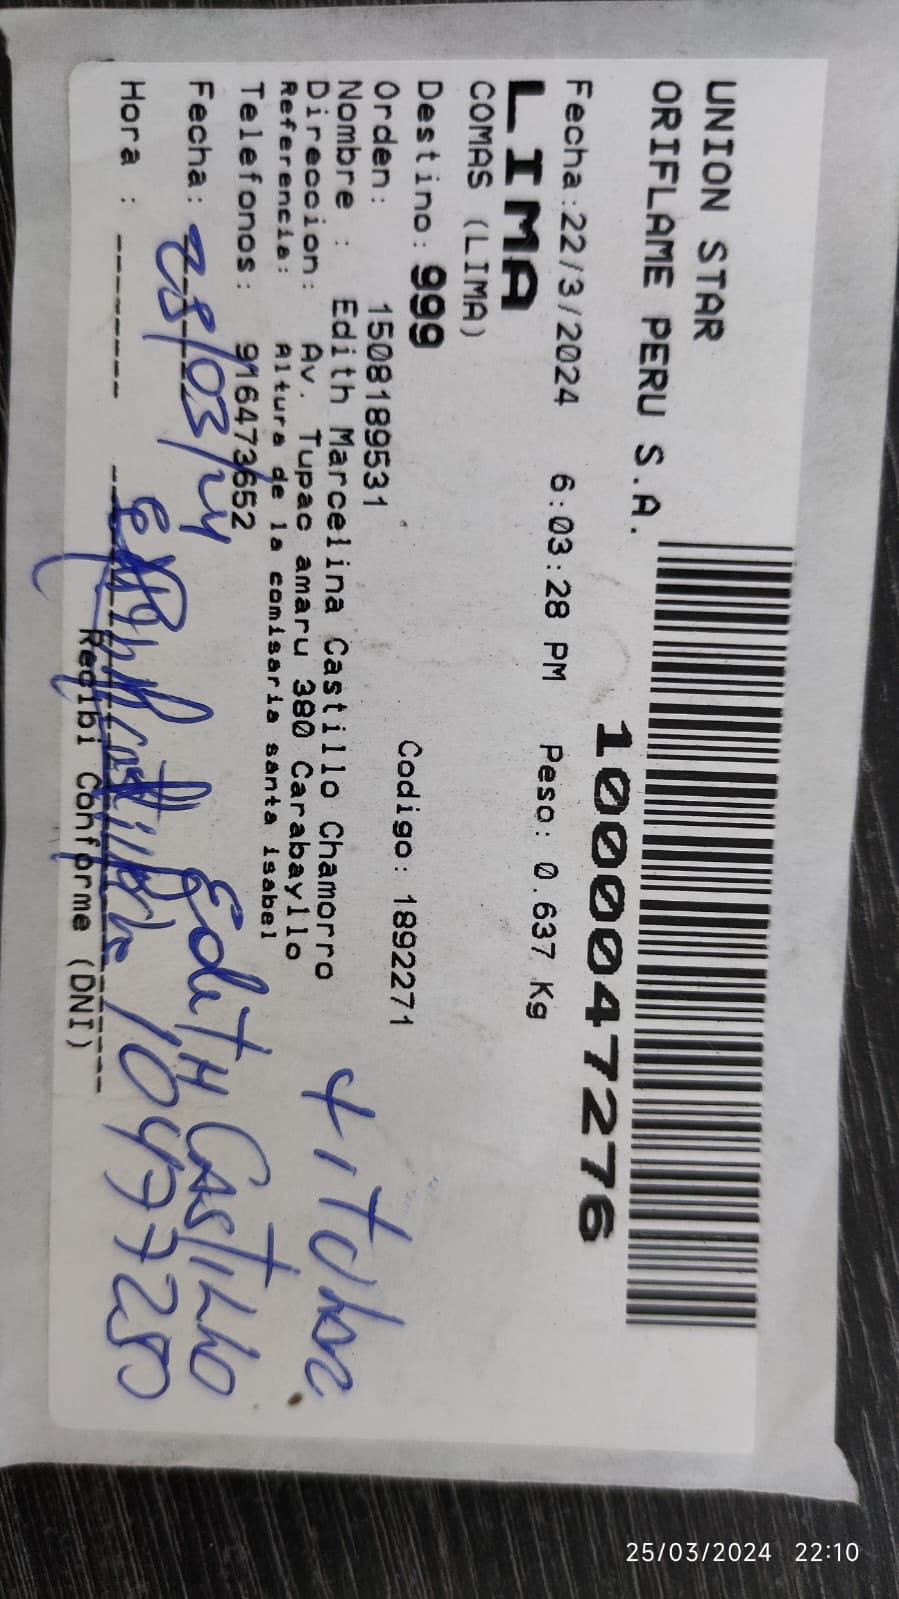 UNION STAR
ORIFLAME PERU S.A.
1000047276
Fecha:22/3/2024 6:03:28 PM Peso: 0.637 Kg
LIMA
COMAS (LIMA)
Destino: 999
Orden: 1508189531 Codigo: 1892271
Nombre : Edith Marcelina Castillo Chamorro
Direccion: Av. Tupac amaru 380 Carabayllo
Referencia: Altura de la comisaria santa isabel
Telefonos: 916473652
titular
Fecha: 25/03/24 Edith Castillo
Hora : 10477280
Recibi Conforme (DNI)
25/03/2024 22:10